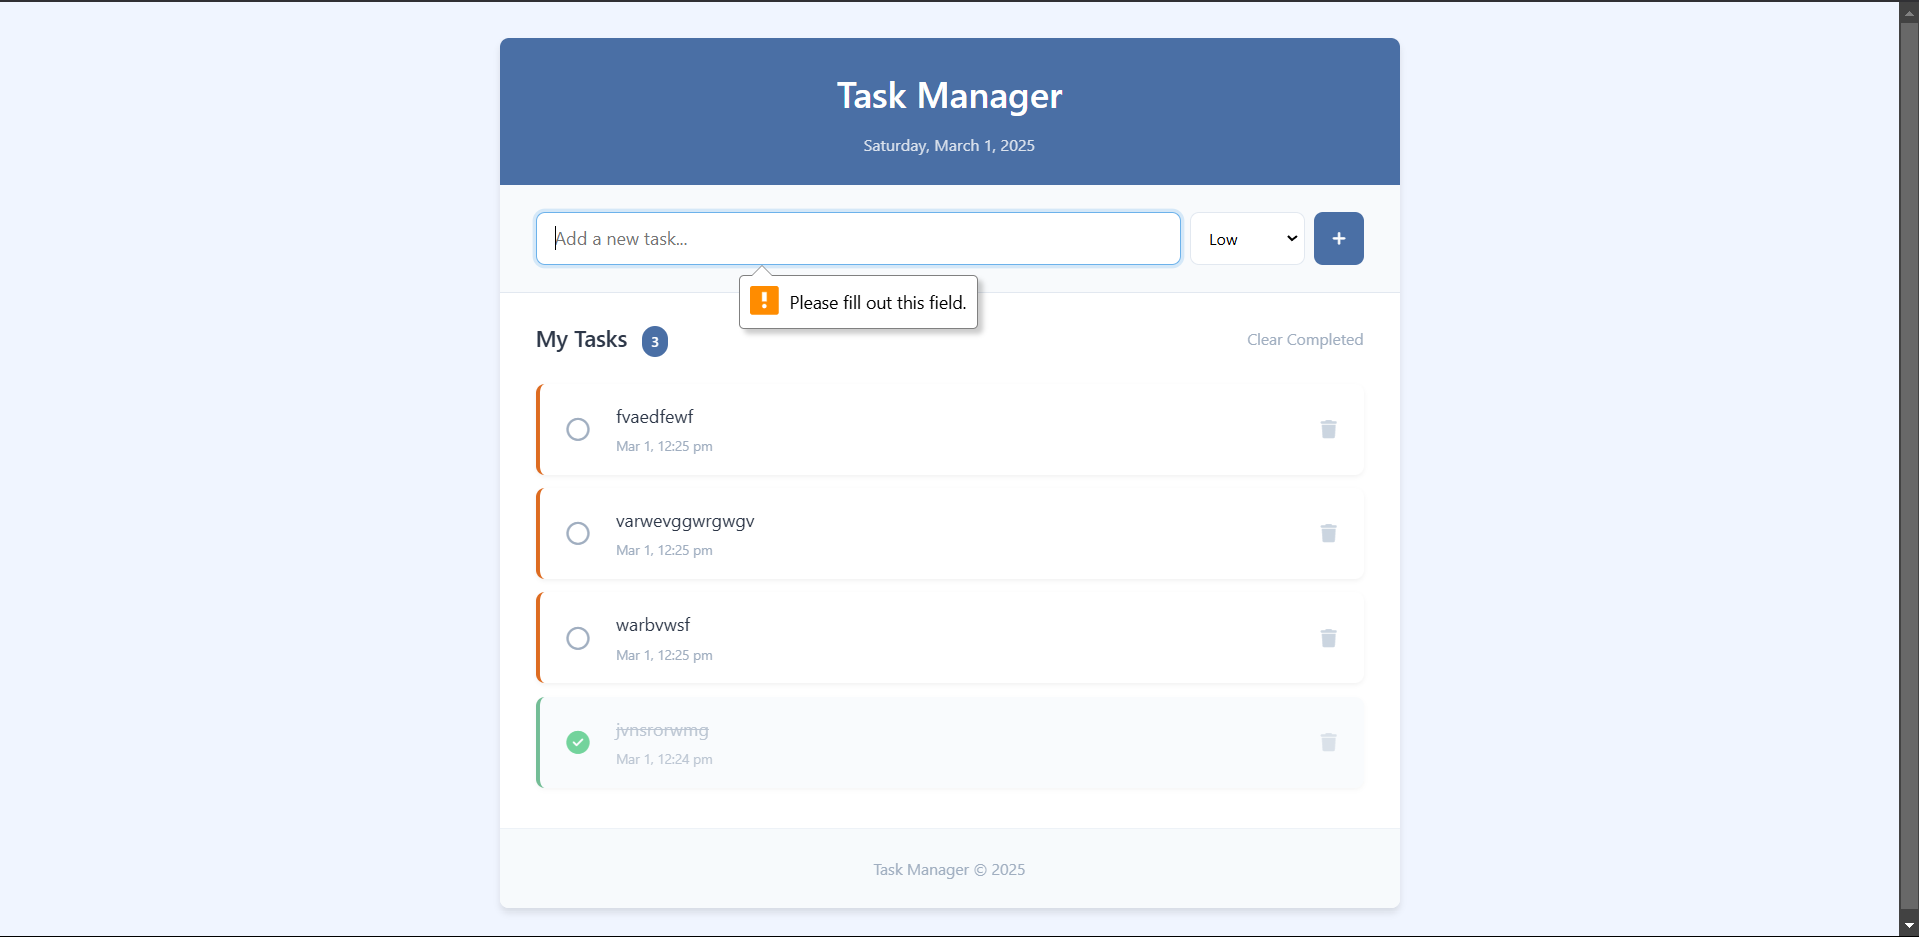 Task Manager
Saturday, March 1, 2025
Add a new task...
Low
+
Please fill out this field.
My Tasks 3
Clear Completed
fvaedfewf
Mar 1, 12:25 pm
varwevggwrgwgv
Mar 1, 12:25 pm
warbvwsf
Mar 1, 12:25 pm
jvnsrorwmg
Mar 1, 12:24 pm
Task Manager © 2025